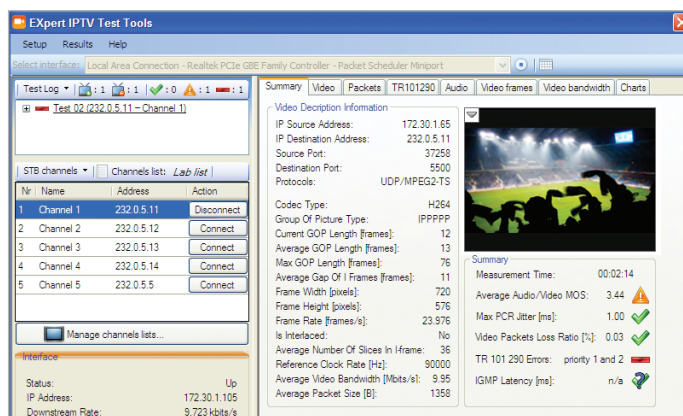 EXpert IPTV Test Tools
Setup Results Help
Select interface: Local Area Connection - Realtek PCIe GBE Family Controller - Packet Scheduler Miniport
Test Log : 1 : 1 : 0 : 1 : 1
Test 02 (232.0.5.11 – Channel 1)
STB channels Channels list: Lab list
Nr Name Address Action
1 Channel 1 232.0.5.11 Disconnect
2 Channel 2 232.0.5.12 Connect
3 Channel 3 232.0.5.13 Connect
4 Channel 4 232.0.5.14 Connect
5 Channel 5 232.0.5.5 Connect
Manage channels lists...
Interface
Status: Up
IP Address: 172.30.1.105
Downstream Rate: 9.723 kbits/s
Summary Video Packets TR101290 Audio Video frames Video bandwidth Charts
Video Decription Information
IP Source Address: 172.30.1.65
IP Destination Address: 232.0.5.11
Source Port: 37258
Destination Port: 5500
Protocols: UDP/MPEG2-TS
Codec Type: H264
Group Of Picture Type: IPPPPP
Current GOP Length [frames]: 12
Average GOP Length [frames]: 13
Max GOP Length [frames]: 76
Average Gap Of I Frames [frames]: 11
Frame Width [pixels]: 720
Frame Height [pixels]: 576
Frame Rate [frames/s]: 23.976
Is Interlaced: No
Average Number Of Slices In I-frame: 36
Reference Clock Rate [Hz]: 90000
Average Video Bandwidth [Mbits/s]: 9.95
Average Packet Size [B]: 1358
Summary
Measurement Time: 00:02:14
Average Audio/Video MOS: 3.44
Max PCR Jitter [ms]: 1.00
Video Packets Loss Ratio [%]: 0.03
TR 101 290 Errors: priority 1 and 2
IGMP Latency [ms]: n/a